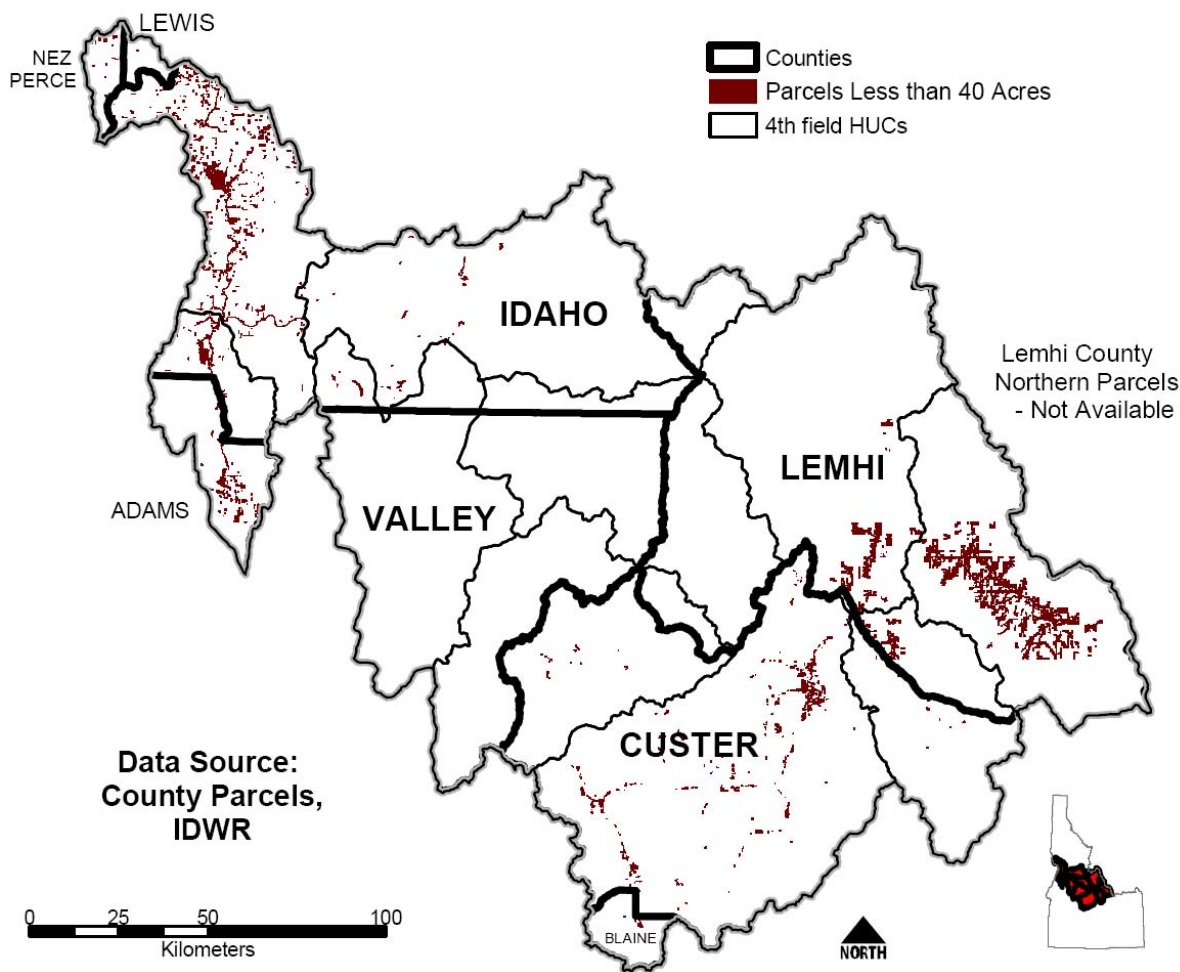 LEWIS
NEZ
PERCE
Counties
Parcels Less than 40 Acres
4th field HUCs
IDAHO
Lemhi County
Northern Parcels
- Not Available
LEMHI
VALLEY
ADAMS
CUSTER
Data Source:
County Parcels,
IDWR
0 25 50 100
Kilometers
BLAINE
NORTH